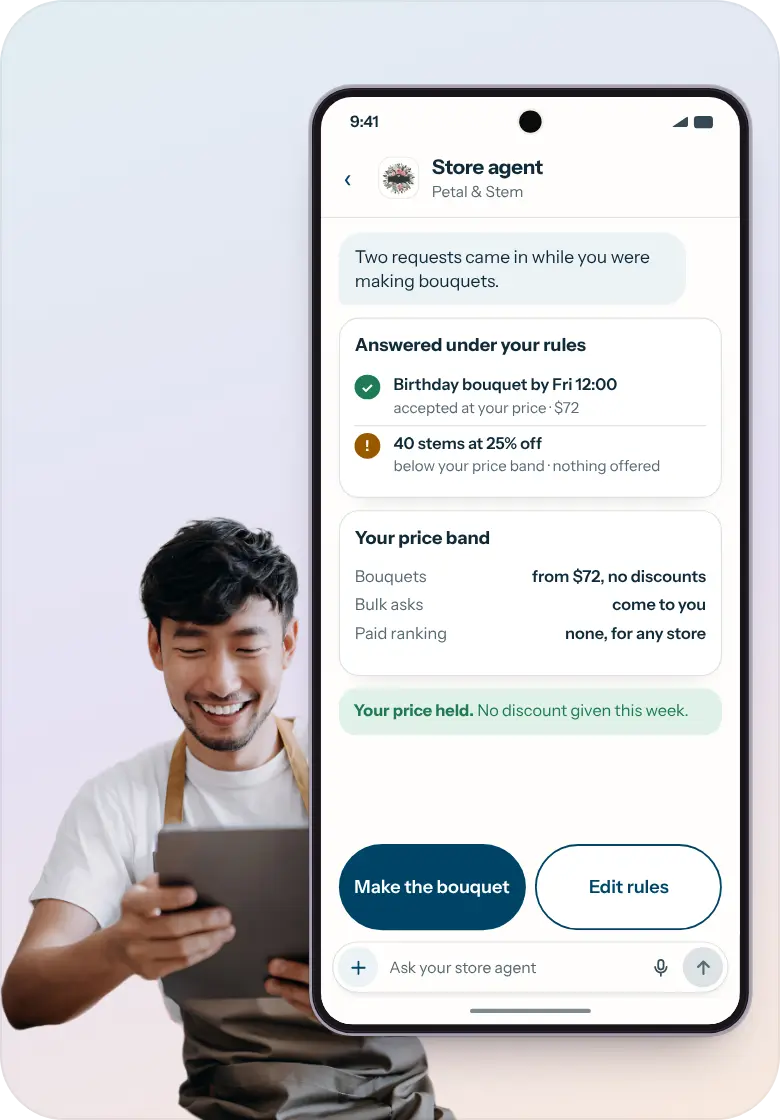 9:41
Store agent
Petal & Stem
Two requests came in while you were
making bouquets.
Answered under your rules
Birthday bouquet by Fri 12:00
accepted at your price · $72
40 stems at 25% off
below your price band · nothing offered
Your price band
Bouquets from $72, no discounts
Bulk asks come to you
Paid ranking none, for any store
Your price held. No discount given this week.
Make the bouquet
Edit rules
Ask your store agent